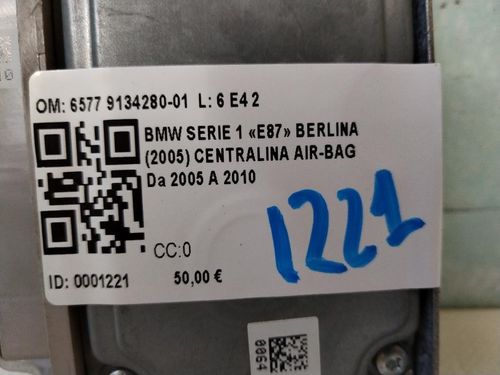 OM: 6577 9134280-01 L: 6 E4 2
BMW SERIE 1 «E87» BERLINA
(2005) CENTRALINA AIR-BAG
Da 2005 A 2010
1221
CC:0
ID: 0001221 50,00 €
0064